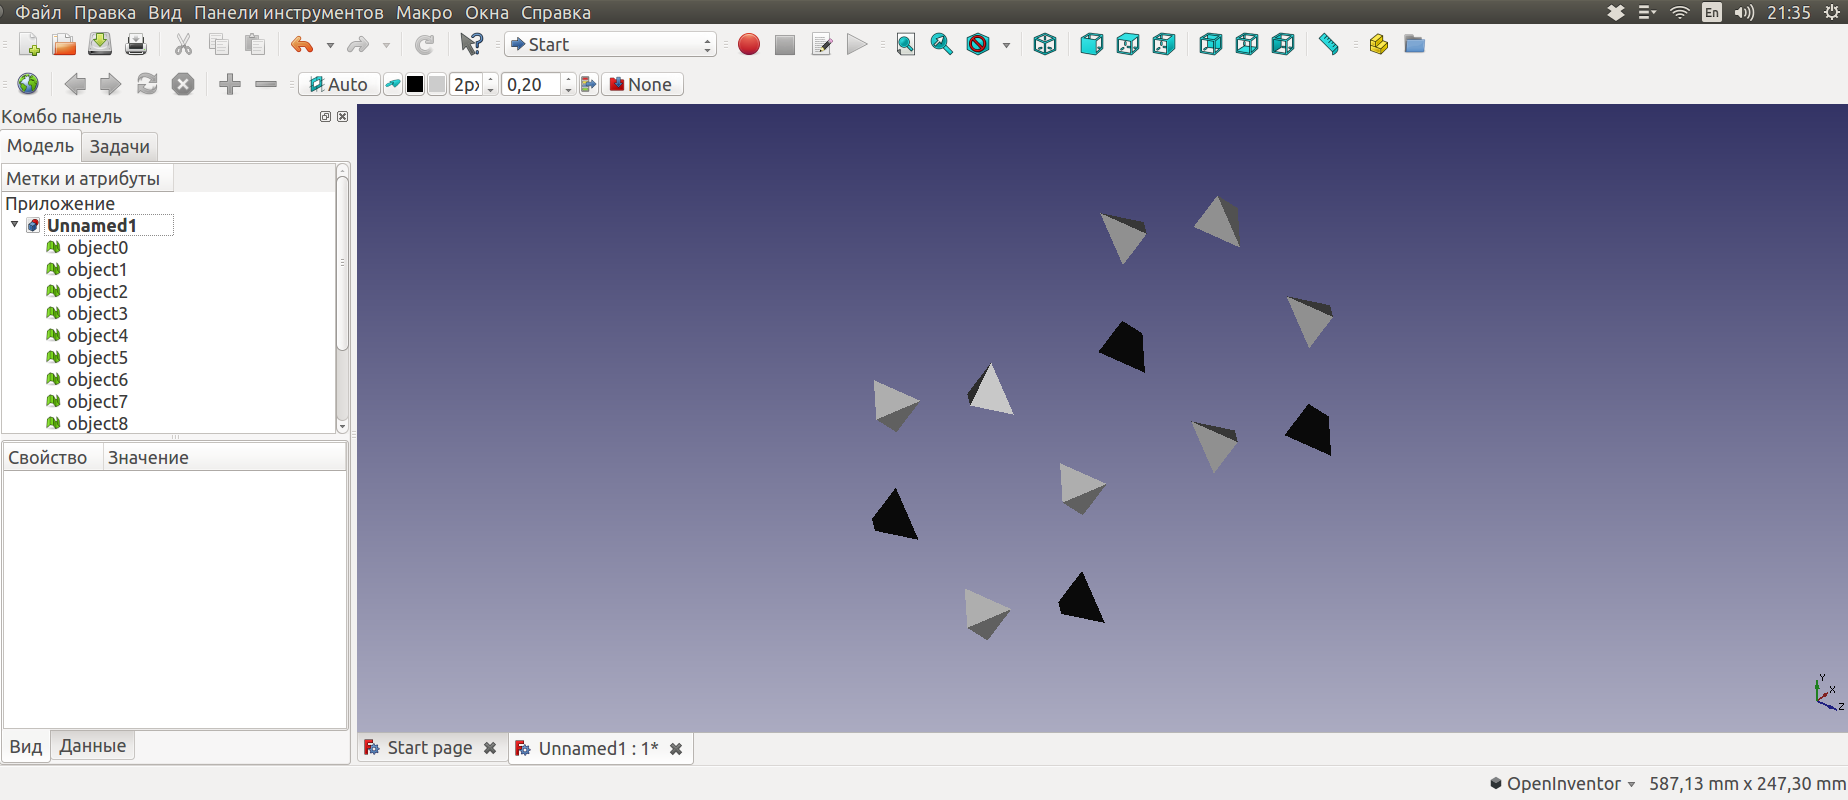 Файл Правка Вид Панели инструментов Макро Окна Справка
En 21:35
Start
Auto 2px 0,20 None
Комбо панель
Модель Задачи
Метки и атрибуты
Приложение
Unnamed1
object0
object1
object2
object3
object4
object5
object6
object7
object8
Свойство Значение
Вид Данные
Y
X
Z
Start page Unnamed1 : 1*
OpenInventor 587,13 mm x 247,30 mm